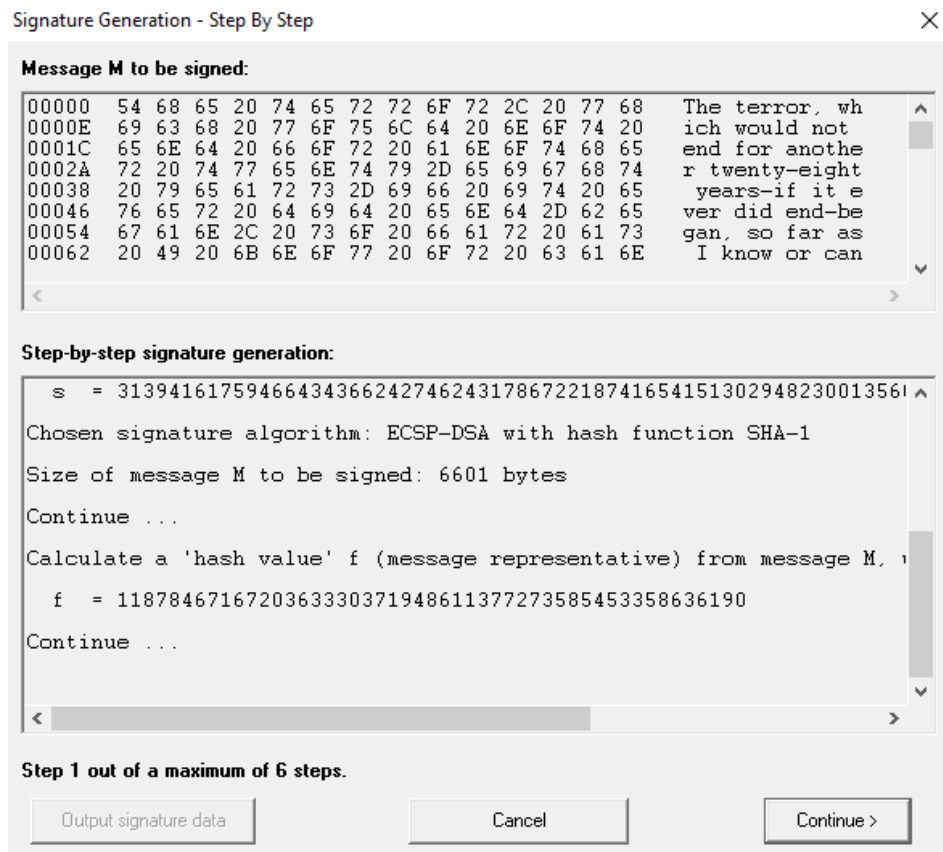 Signature Generation - Step By Step
Message M to be signed:
00000 54 68 65 20 74 65 72 72 6F 72 2C 20 77 68 The terror, wh
0000E 69 63 68 20 77 6F 75 6C 64 20 6E 6F 74 20 ich would not
0001C 65 6E 64 20 66 6F 72 20 61 6E 6F 74 68 65 end for anothe
0002A 72 20 74 77 65 6E 74 79 2D 65 69 67 68 74 r twenty-eight
00038 20 79 65 61 72 73 2D 69 66 20 69 74 20 65 years-if it e
00046 76 65 72 20 64 69 64 20 65 6E 64 2D 62 65 ver did end-be
00054 67 61 6E 2C 20 73 6F 20 66 61 72 20 61 73 gan, so far as
00062 20 49 20 6B 6E 6F 77 20 6F 72 20 63 61 6E I know or can
Step-by-step signature generation:
s = 3139416175946643436624274624317867221874165415130294823001356
Chosen signature algorithm: ECSP-DSA with hash function SHA-1
Size of message M to be signed: 6601 bytes
Continue ...
Calculate a 'hash value' f (message representative) from message M,
f = 1187846716720363330371948611377273585453358636190
Continue ...
Step 1 out of a maximum of 6 steps.
Output signature data
Cancel
Continue >